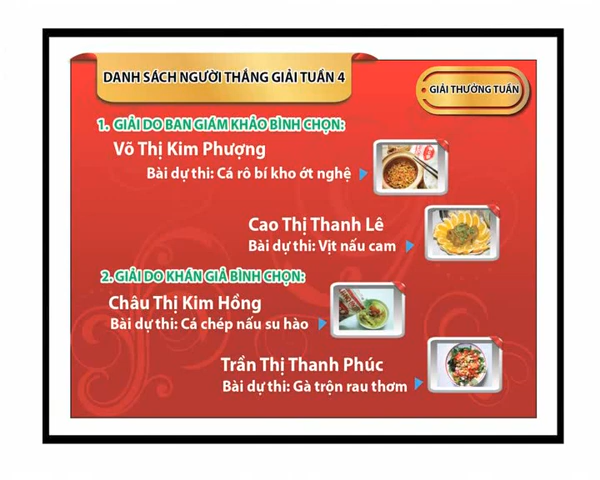 DANH SÁCH NGƯỜI THẮNG GIẢI TUẦN 4
GIẢI THƯỞNG TUẦN
1. GIẢI DO BAN GIÁM KHẢO BÌNH CHỌN:
Võ Thị Kim Phượng
Bài dự thi: Cá rô bí kho ớt nghệ
Cao Thị Thanh Lê
Bài dự thi: Vịt nấu cam
2. GIẢI DO KHÁN GIẢ BÌNH CHỌN:
Châu Thị Kim Hồng
Bài dự thi: Cá chép nấu su hào
Trần Thị Thanh Phúc
Bài dự thi: Gà trộn rau thơm